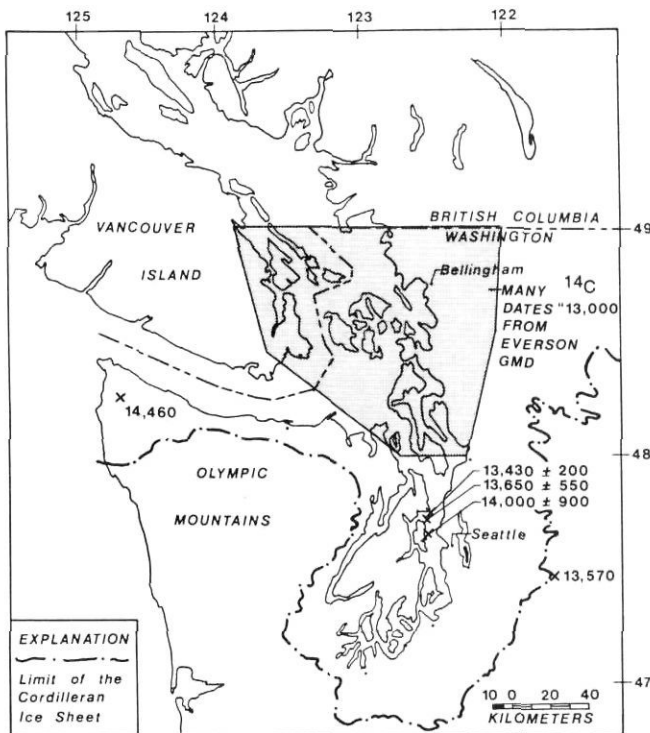 125
124
123
122
BRITISH COLUMBIA
49
WASHINGTON
VANCOUVER
ISLAND
Bellingham
14C
MANY
DATES "13,000
FROM
EVERSON
GMD
14,460
48
OLYMPIC
MOUNTAINS
13,430 ± 200
13,650 ± 550
14,000 ± 900
Seattle
13,570
EXPLANATION
Limit of the
Cordilleran
Ice Sheet
47
10 0 20 40
KILOMETERS